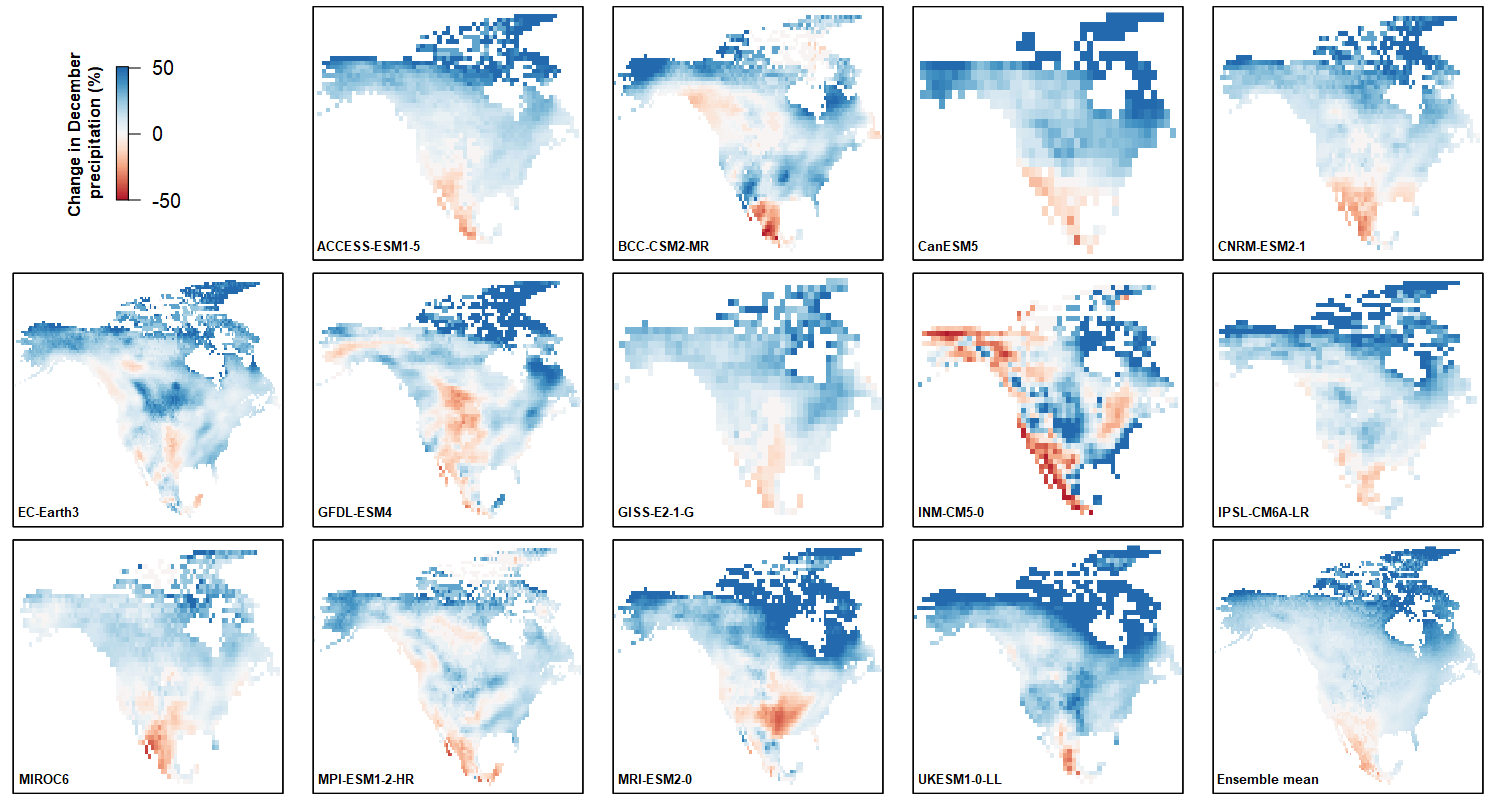 Change in December
precipitation (%)
50
0
-50
ACCESS-ESM1-5
BCC-CSM2-MR
CanESM5
CNRM-ESM2-1
EC-Earth3
GFDL-ESM4
GISS-E2-1-G
INM-CM5-0
IPSL-CM6A-LR
MIROC6
MPI-ESM1-2-HR
MRI-ESM2-0
UKESM1-0-LL
Ensemble mean